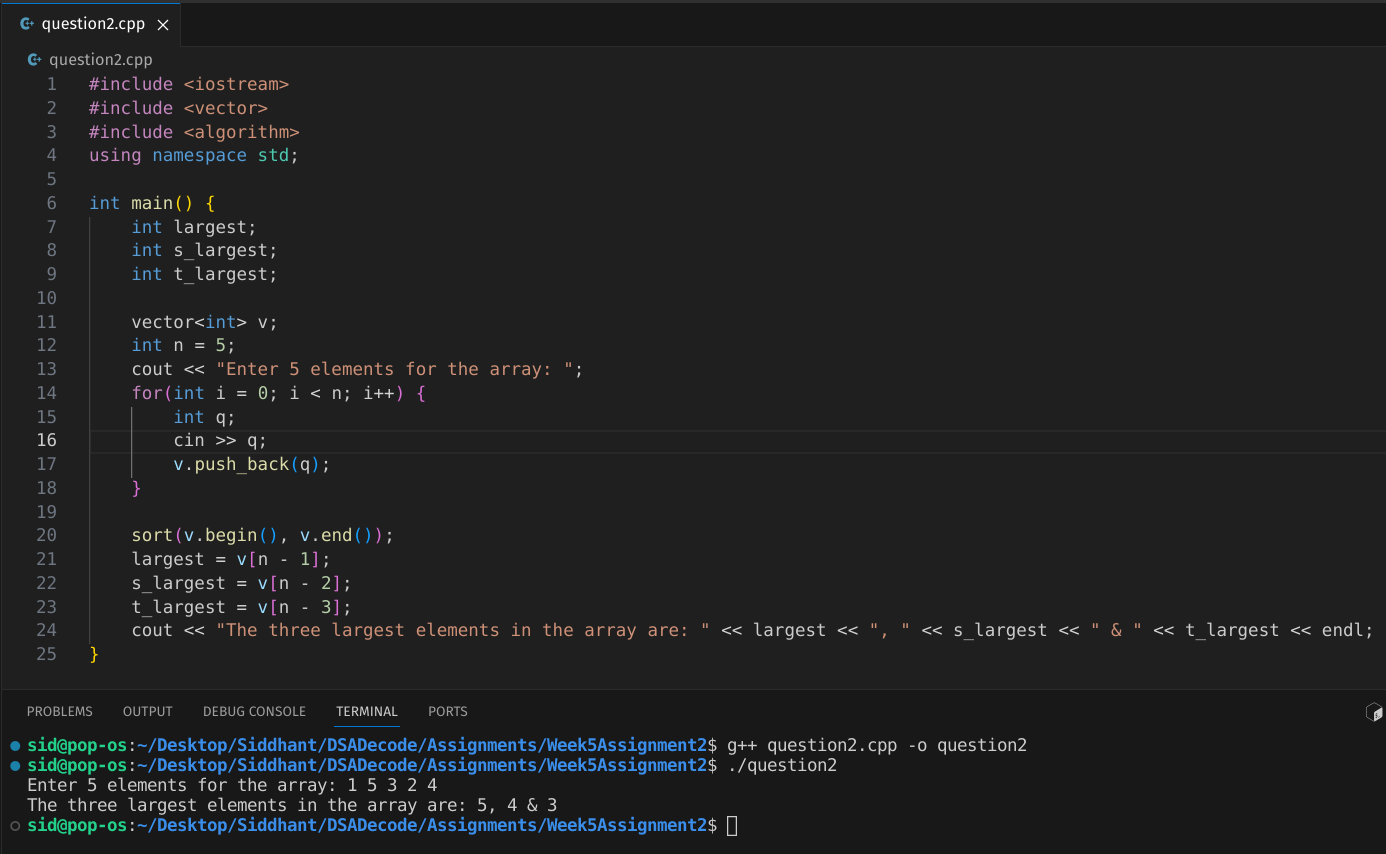 question2.cpp
question2.cpp
1 #include <iostream>
2 #include <vector>
3 #include <algorithm>
4 using namespace std;
5
6 int main() {
7     int largest;
8     int s_largest;
9     int t_largest;
10
11     vector<int> v;
12     int n = 5;
13     cout << "Enter 5 elements for the array: ";
14     for(int i = 0; i < n; i++) {
15         int q;
16         cin >> q;
17         v.push_back(q);
18     }
19
20     sort(v.begin(), v.end());
21     largest = v[n - 1];
22     s_largest = v[n - 2];
23     t_largest = v[n - 3];
24     cout << "The three largest elements in the array are: " << largest << ", " << s_largest << " & " << t_largest << endl;
25 }
PROBLEMS OUTPUT DEBUG CONSOLE TERMINAL PORTS
sid@pop-os:~/Desktop/Siddhant/DSADecode/Assignments/Week5Assignment2$ g++ question2.cpp -o question2
sid@pop-os:~/Desktop/Siddhant/DSADecode/Assignments/Week5Assignment2$ ./question2
Enter 5 elements for the array: 1 5 3 2 4
The three largest elements in the array are: 5, 4 & 3
sid@pop-os:~/Desktop/Siddhant/DSADecode/Assignments/Week5Assignment2$